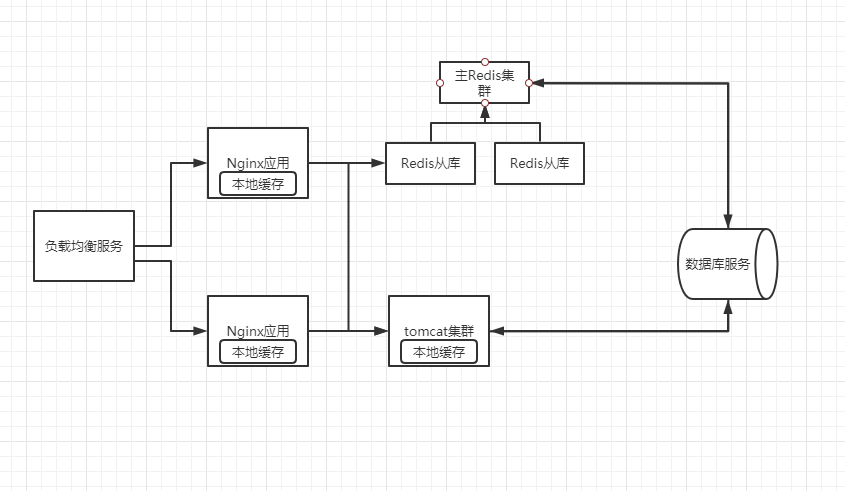 主Redis集
群
Nginx应用
本地缓存
Redis从库
Redis从库
负载均衡服务
数据库服务
Nginx应用
本地缓存
tomcat集群
本地缓存